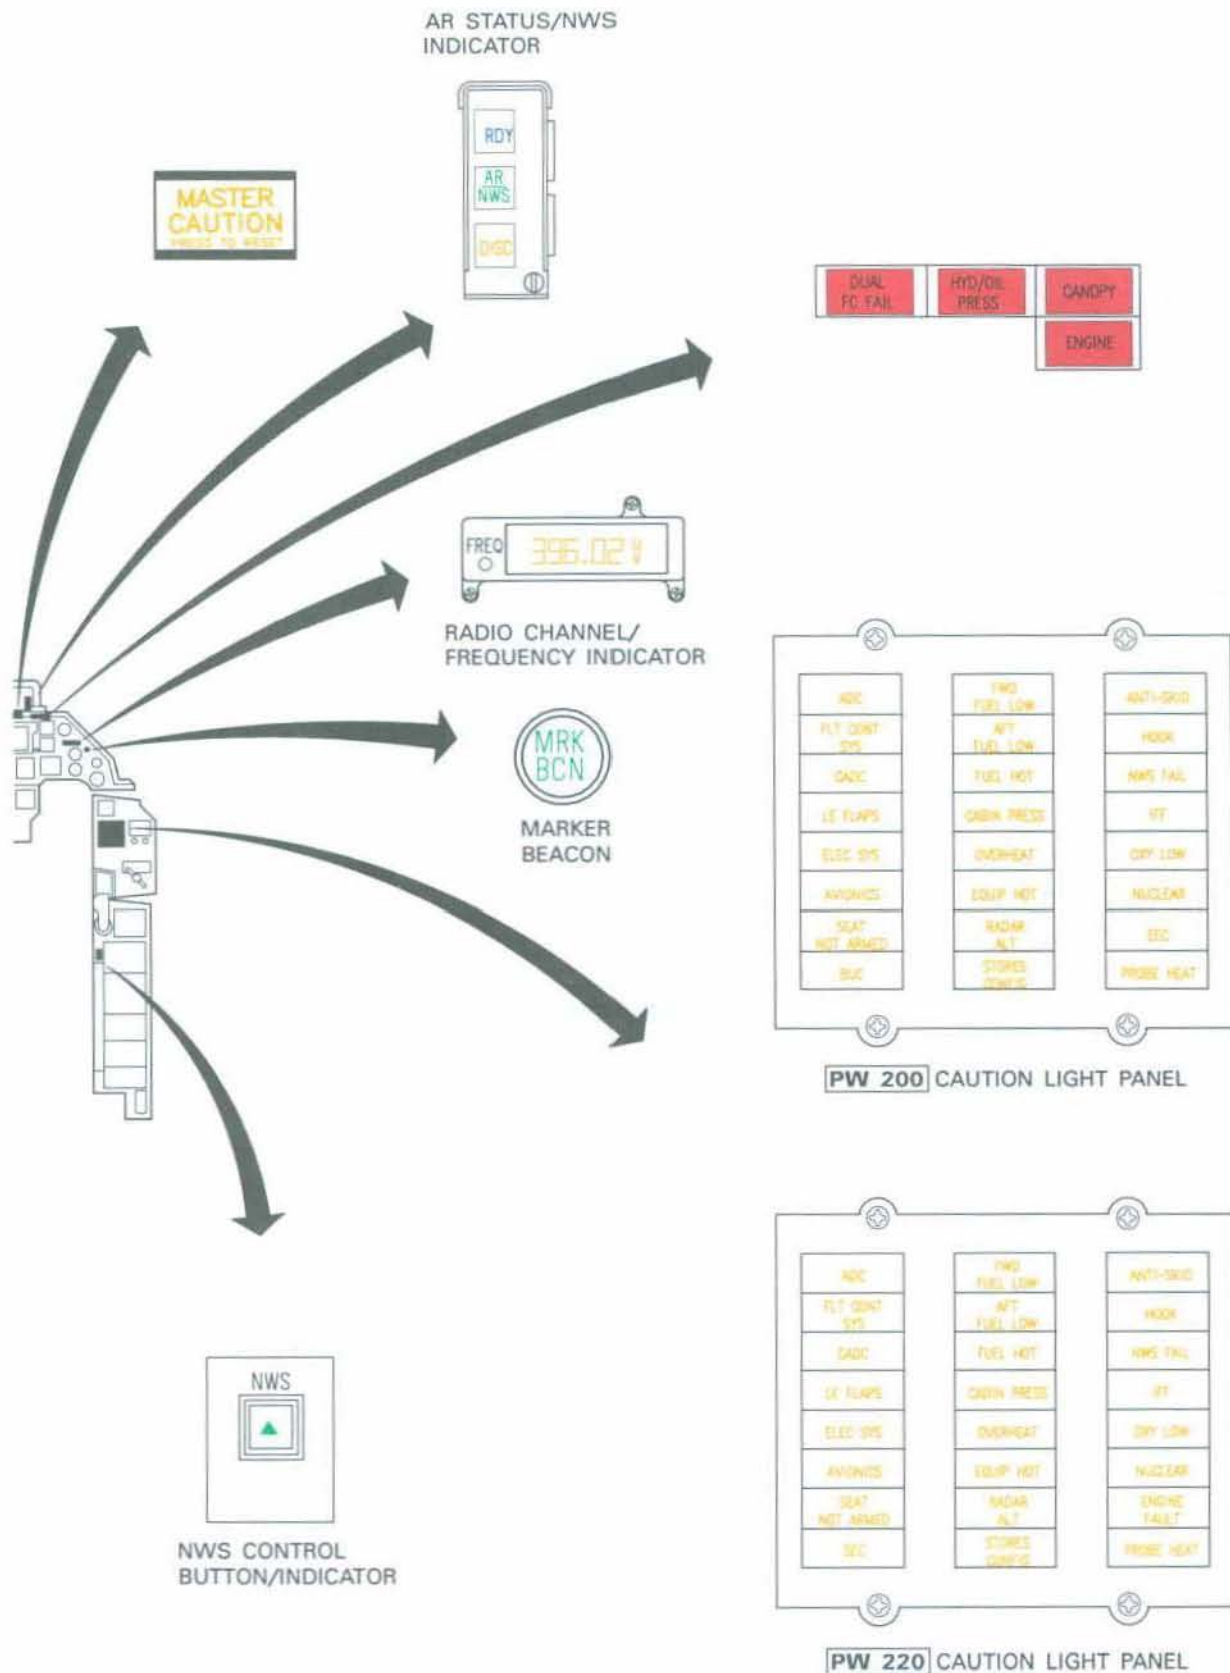 AR STATUS/NWS
INDICATOR
RDY
AR
NWS
DISC
MASTER
CAUTION
PRESS TO RESET
DUAL
FC FAIL
HYD/OIL
PRESS
CANOPY
ENGINE
FREQ
396.02
RADIO CHANNEL/
FREQUENCY INDICATOR
MRK
BCN
MARKER
BEACON
ADC
FLT CONT
SYS
CADC
LE FLAPS
ELEC SYS
AVIONICS
SEAT
NOT ARMED
BUC
FWD
FUEL LOW
AFT
FUEL LOW
FUEL HOT
CABIN PRESS
OVERHEAT
EQUIP HOT
RADAR
ALT
STORES
CONFIG
ANTI-SKID
HOOK
NWS FAIL
IFF
OXY LOW
NUCLEAR
EEC
PROBE HEAT
PW 200 CAUTION LIGHT PANEL
ADC
FLT CONT
SYS
CADC
LE FLAPS
ELEC SYS
AVIONICS
SEAT
NOT ARMED
SEC
FWD
FUEL LOW
AFT
FUEL LOW
FUEL HOT
CABIN PRESS
OVERHEAT
EQUIP HOT
RADAR
ALT
STORES
CONFIG
ANTI-SKID
HOOK
NWS FAIL
IFF
OXY LOW
NUCLEAR
ENGINE
FAULT
PROBE HEAT
PW 220 CAUTION LIGHT PANEL
NWS
NWS CONTROL
BUTTON/INDICATOR